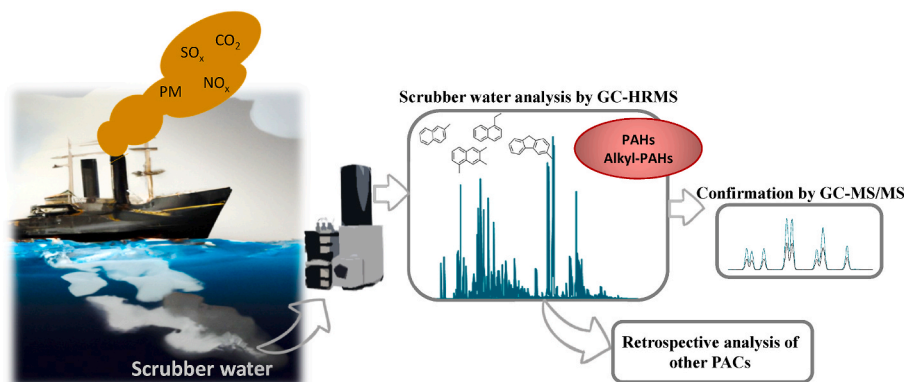 SOₓ
CO₂
PM
NOₓ
Scrubber water
Scrubber water analysis by GC-HRMS
PAHs
Alkyl-PAHs
Confirmation by GC-MS/MS
Retrospective analysis of
other PACs